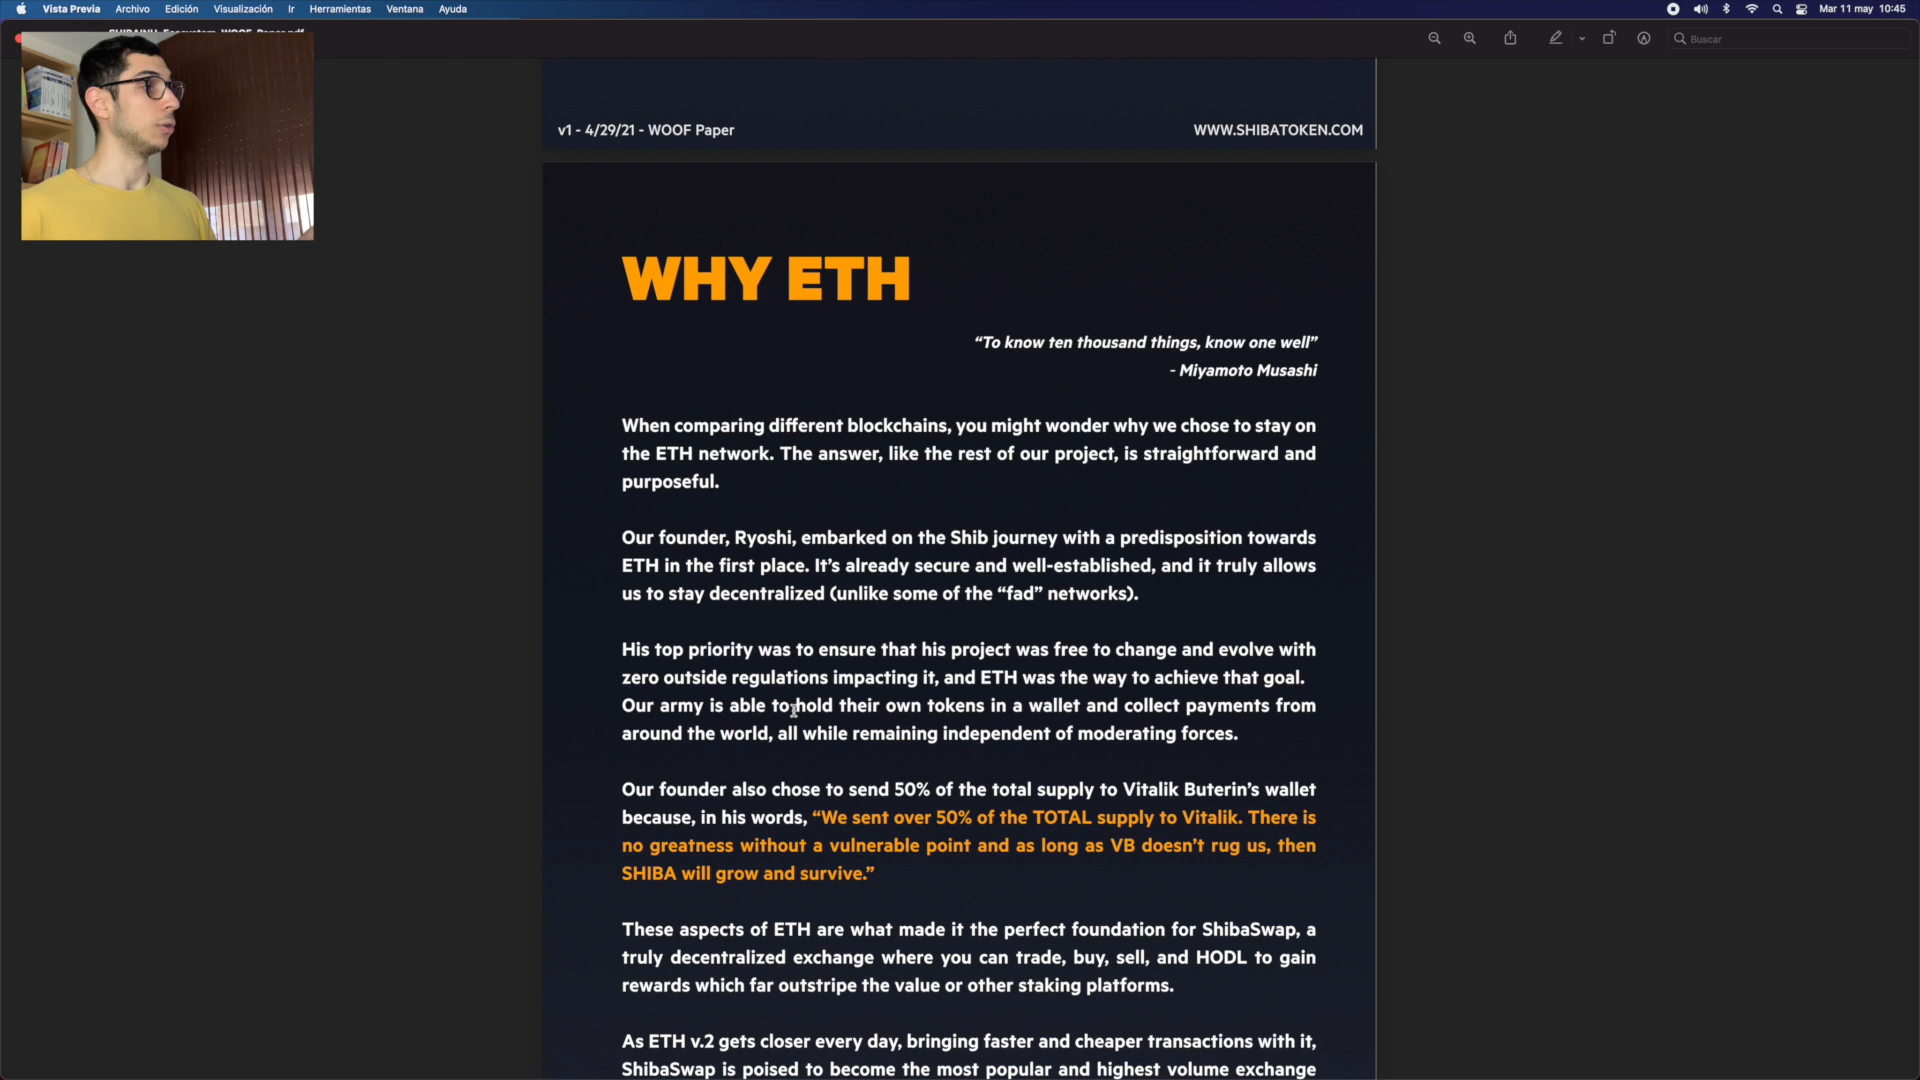 Vista Previa Archivo Edición Visualización Ir Herramientas Ventana Ayuda Mar 11 may 10:45
Buscar
v1 - 4/29/21 - WOOF Paper WWW.SHIBATOKEN.COM
WHY ETH
“To know ten thousand things, know one well”
- Miyamoto Musashi
When comparing different blockchains, you might wonder why we chose to stay on
the ETH network. The answer, like the rest of our project, is straightforward and
purposeful.
Our founder, Ryoshi, embarked on the Shib journey with a predisposition towards
ETH in the first place. It’s already secure and well-established, and it truly allows
us to stay decentralized (unlike some of the “fad” networks).
His top priority was to ensure that his project was free to change and evolve with
zero outside regulations impacting it, and ETH was the way to achieve that goal.
Our army is able to hold their own tokens in a wallet and collect payments from
around the world, all while remaining independent of moderating forces.
Our founder also chose to send 50% of the total supply to Vitalik Buterin’s wallet
because, in his words, “We sent over 50% of the TOTAL supply to Vitalik. There is
no greatness without a vulnerable point and as long as VB doesn’t rug us, then
SHIBA will grow and survive.”
These aspects of ETH are what made it the perfect foundation for ShibaSwap, a
truly decentralized exchange where you can trade, buy, sell, and HODL to gain
rewards which far outstripe the value or other staking platforms.
As ETH v.2 gets closer every day, bringing faster and cheaper transactions with it,
ShibaSwap is poised to become the most popular and highest volume exchange